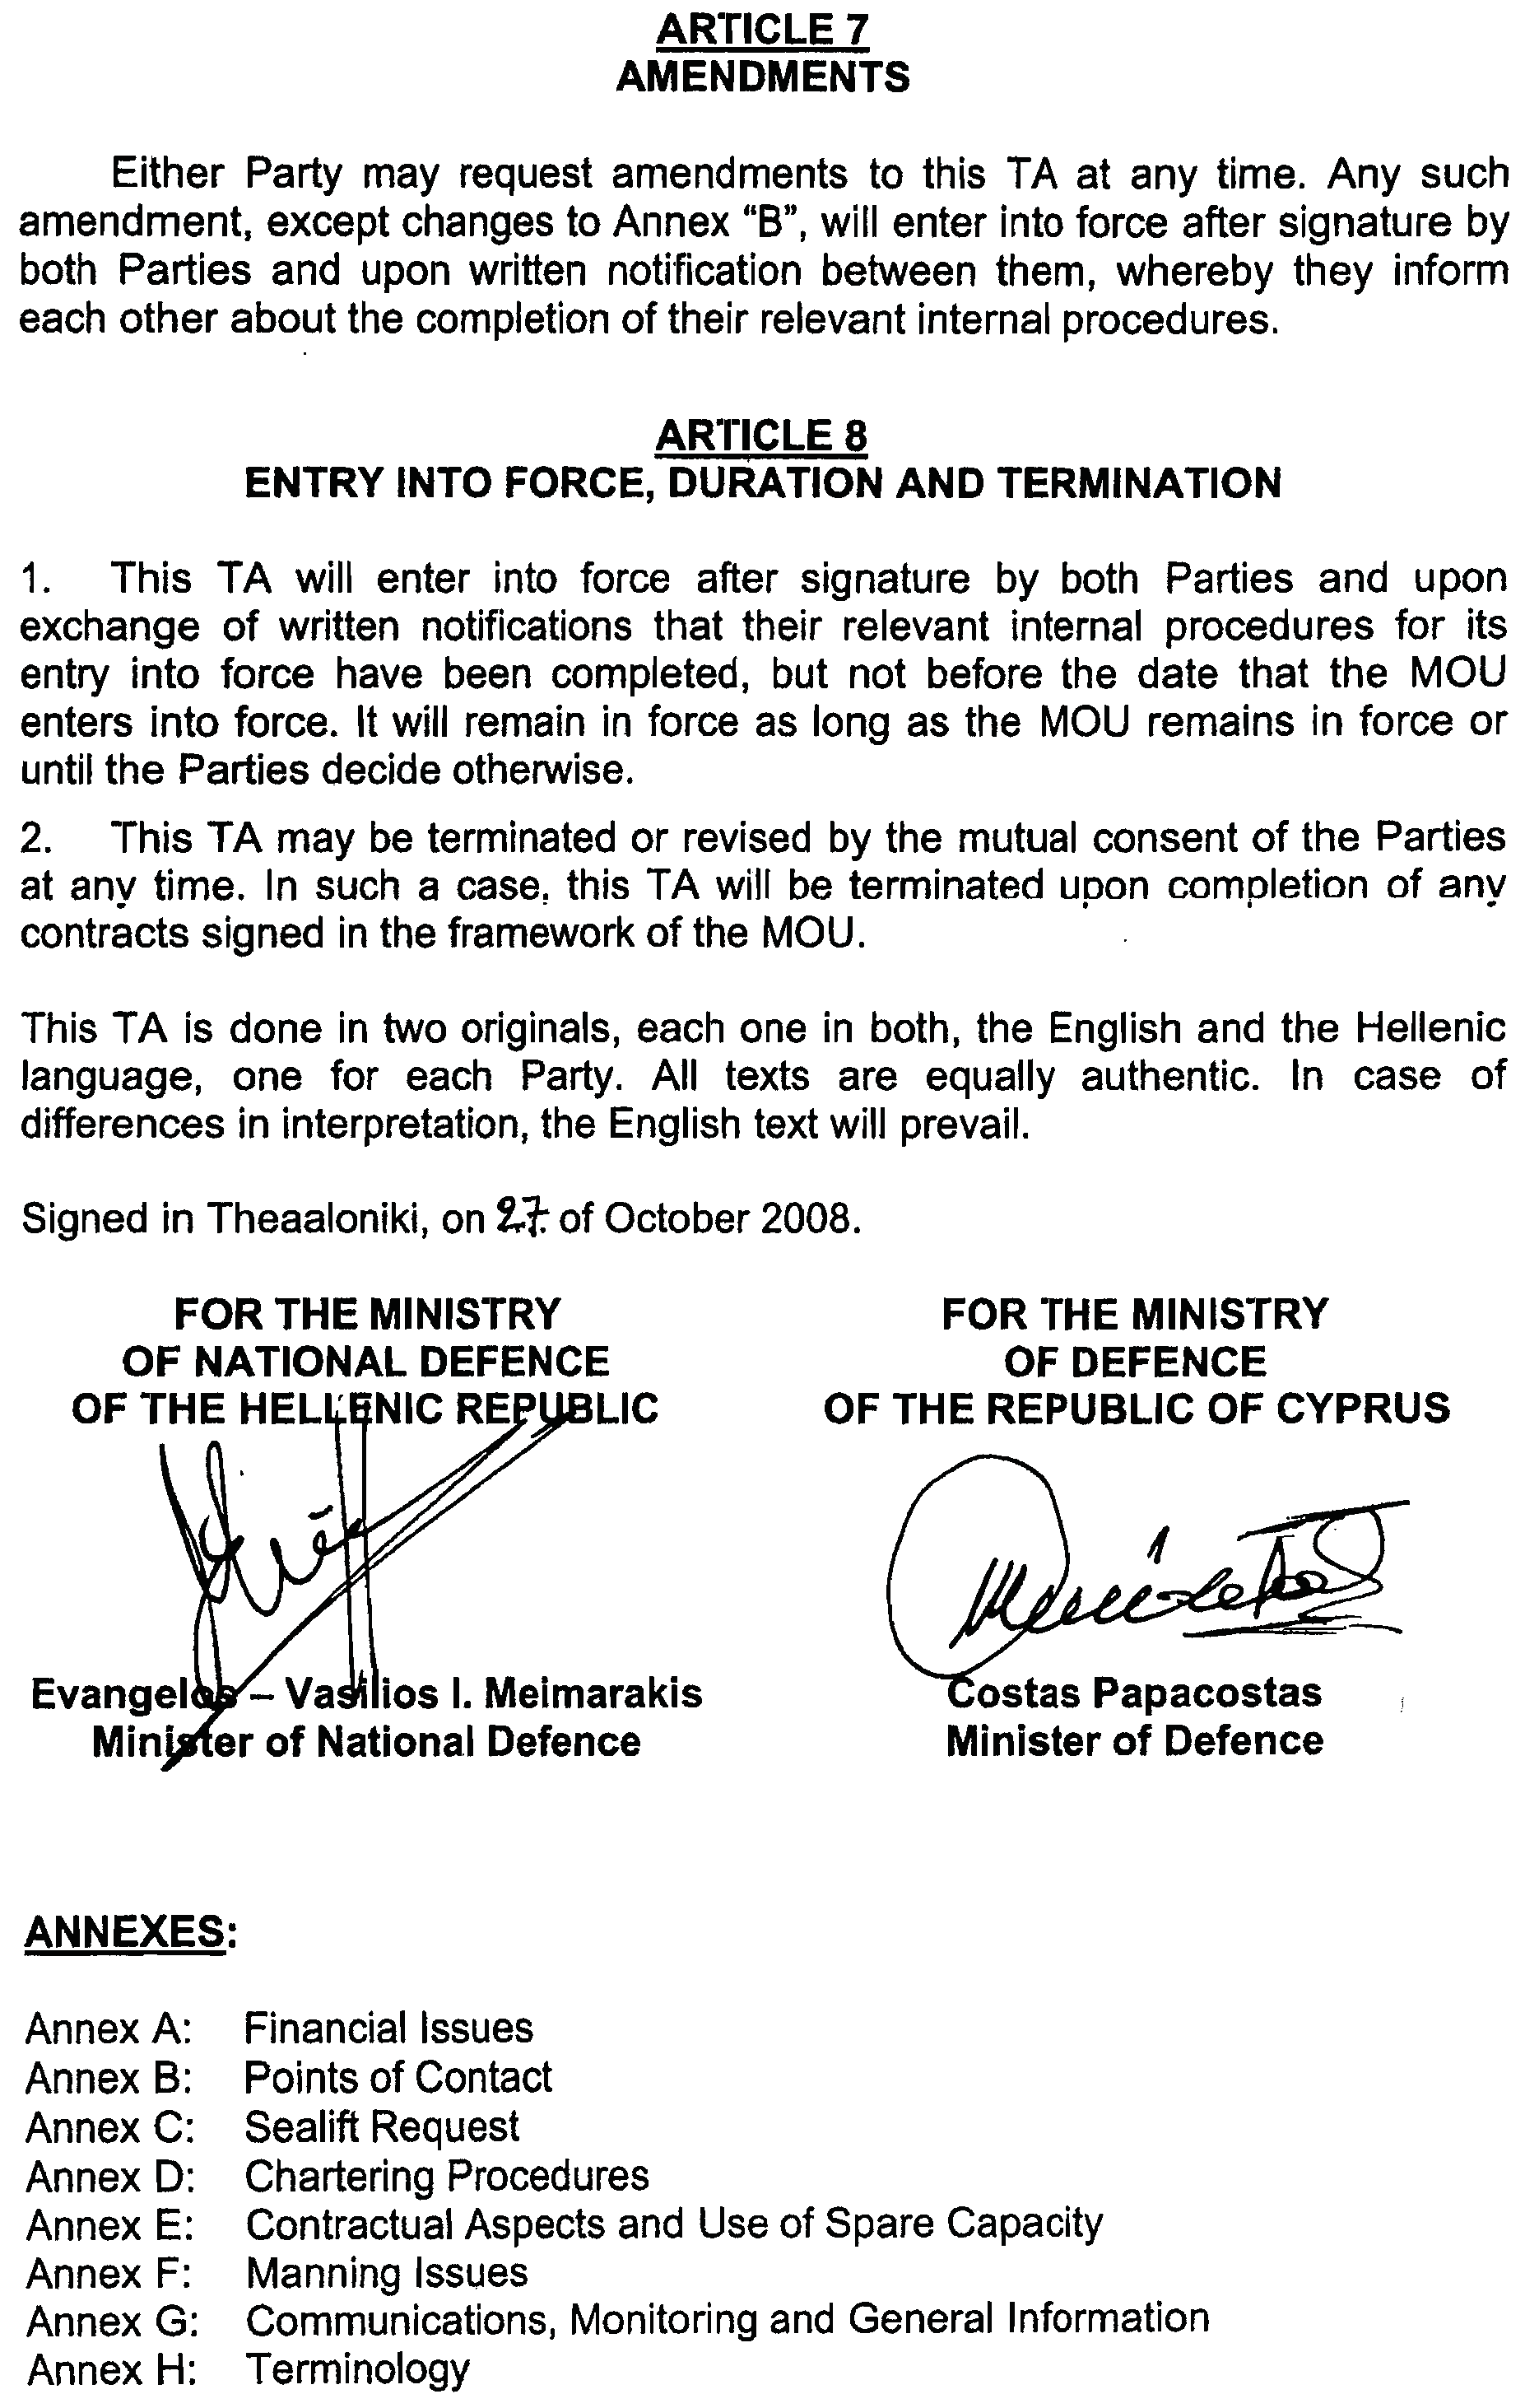 ARTICLE 7
AMENDMENTS
Either Party may request amendments to this TA at any time. Any such
amendment, except changes to Annex “B”, will enter into force after signature by
both Parties and upon written notification between them, whereby they inform
each other about the completion of their relevant internal procedures.
ARTICLE 8
ENTRY INTO FORCE, DURATION AND TERMINATION
1. This TA will enter into force after signature by both Parties and upon
exchange of written notifications that their relevant internal procedures for its
entry into force have been completed, but not before the date that the MOU
enters into force. It will remain in force as long as the MOU remains in force or
until the Parties decide otherwise.
2. This TA may be terminated or revised by the mutual consent of the Parties
at any time. In such a case, this TA will be terminated upon completion of any
contracts signed in the framework of the MOU.
This TA is done in two originals, each one in both, the English and the Hellenic
language, one for each Party. All texts are equally authentic. In case of
differences in interpretation, the English text will prevail.
Signed in Theaaloniki, on 27. of October 2008.
FOR THE MINISTRY
OF NATIONAL DEFENCE
OF THE HELLENIC REPUBLIC
Evangelos – Vasilios I. Meimarakis
Minister of National Defence
FOR THE MINISTRY
OF DEFENCE
OF THE REPUBLIC OF CYPRUS
Costas Papacostas
Minister of Defence
ANNEXES:
Annex A: Financial Issues
Annex B: Points of Contact
Annex C: Sealift Request
Annex D: Chartering Procedures
Annex E: Contractual Aspects and Use of Spare Capacity
Annex F: Manning Issues
Annex G: Communications, Monitoring and General Information
Annex H: Terminology